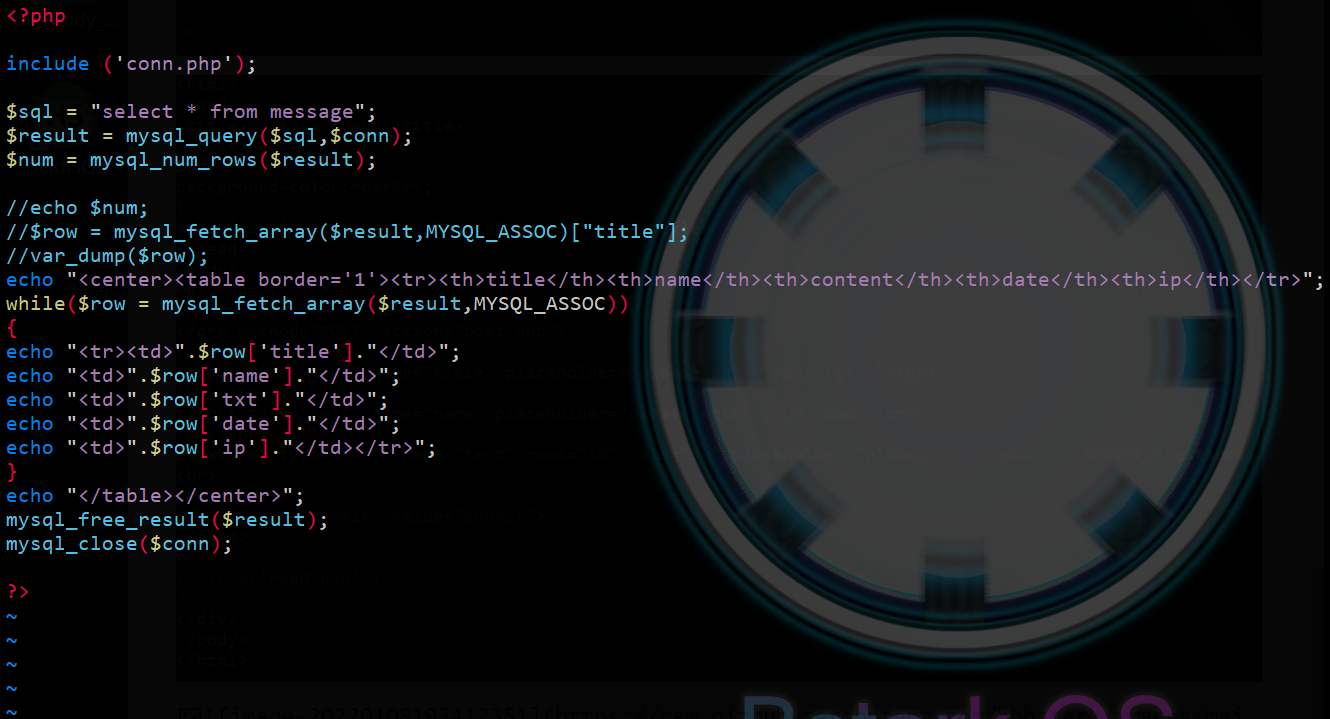 <?php
include ('conn.php');
$sql = "select * from message";
$result = mysql_query($sql,$conn);
$num = mysql_num_rows($result);
//echo $num;
//$row = mysql_fetch_array($result,MYSQL_ASSOC)["title"];
//var_dump($row);
echo "<center><table border='1'><tr><th>title</th><th>name</th><th>content</th><th>date</th><th>ip</th></tr>";
while($row = mysql_fetch_array($result,MYSQL_ASSOC))
{
echo "<tr><td>".$row['title']."</td>";
echo "<td>".$row['name']."</td>";
echo "<td>".$row['txt']."</td>";
echo "<td>".$row['date']."</td>";
echo "<td>".$row['ip']."</td></tr>";
}
echo "</table></center>";
mysql_free_result($result);
mysql_close($conn);
?>
~
~
~
~
~